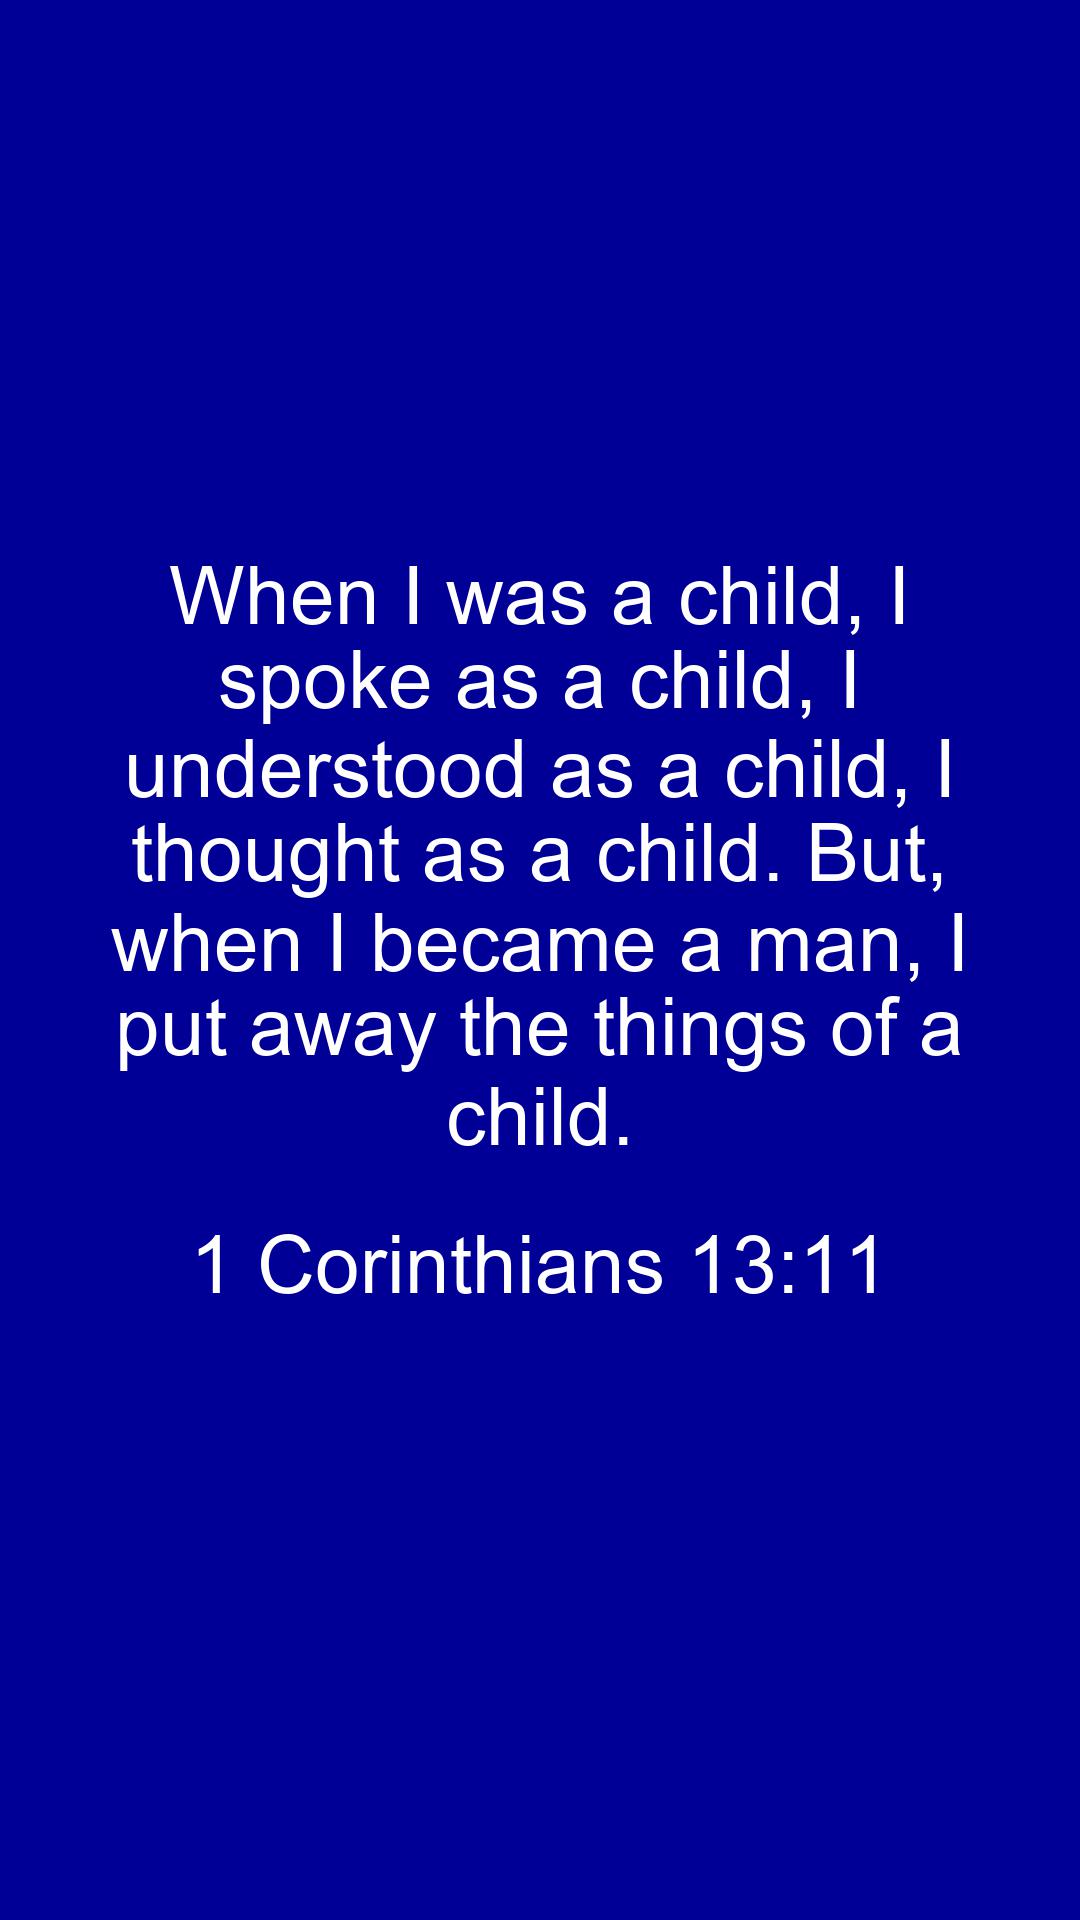 When I was a child, I
spoke as a child, I
understood as a child, I
thought as a child. But,
when I became a man, I
put away the things of a
child.
1 Corinthians 13:11